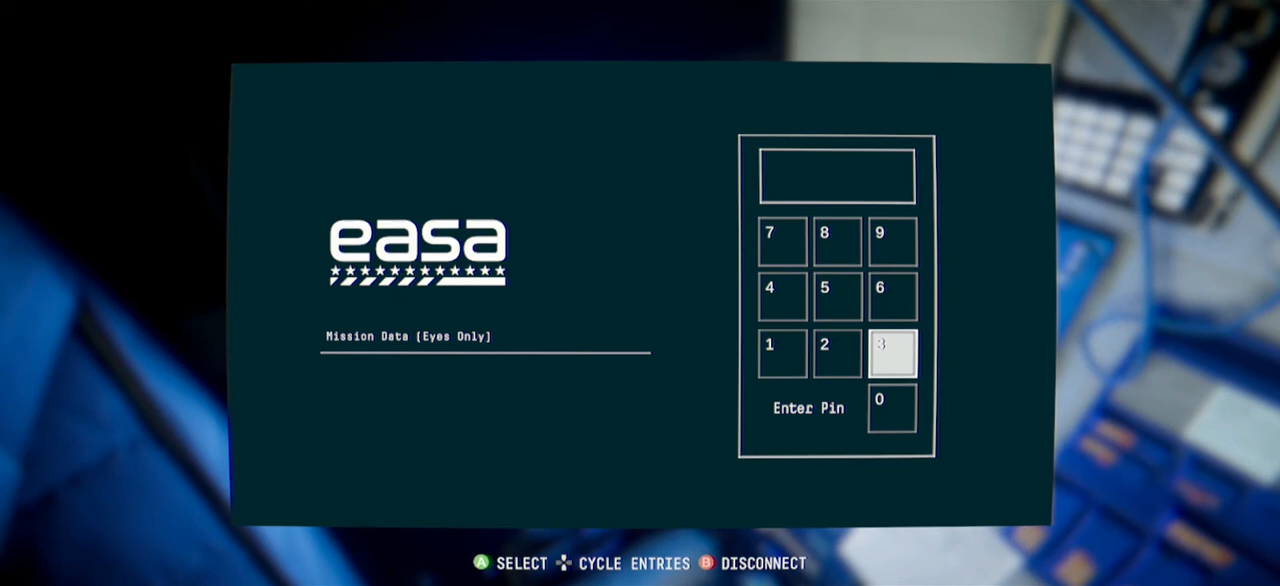 easa
Mission Data [Eyes Only]
7 8 9
4 5 6
1 2 3
Enter Pin 0
A SELECT CYCLE ENTRIES B DISCONNECT